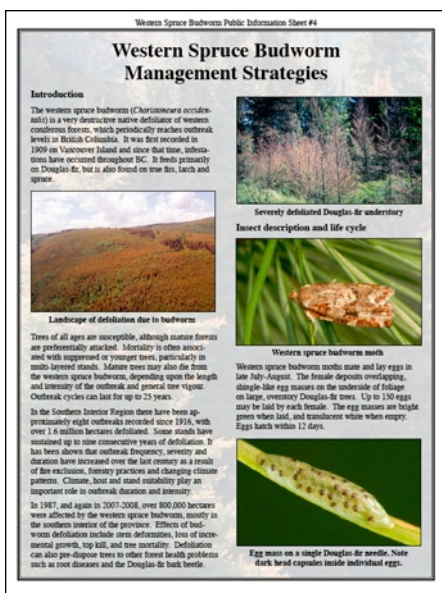 Western Spruce Budworm Public Information Sheet #4
Western Spruce Budworm
Management Strategies
Introduction
The western spruce budworm (Choristoneura occiden-
talis) is a very destructive native defoliator of western
coniferous forests, which periodically reaches outbreak
levels in British Columbia. It was first recorded in
1909 on Vancouver Island and since that time, infesta-
tions have occurred throughout BC. It feeds primarily
on Douglas-fir, but is also found on true firs, larch and
spruce.
Landscape of defoliation due to budworm
Trees of all ages are susceptible, although mature forests
are preferentially attacked. Mortality is often associ-
ated with suppressed or younger trees, particularly in
multi-layered stands. Mature trees may also die from
the western spruce budworm, depending upon the length
and intensity of the outbreak and general tree vigour.
Outbreak cycles can last for up to 25 years.
In the Southern Interior Region there have been ap-
proximately eight outbreaks recorded since 1916, with
over 1.6 million hectares defoliated. Some stands have
sustained up to nine consecutive years of defoliation. It
has been shown that outbreak frequency, severity and
duration have increased over the last century as a result
of fire exclusion, forestry practices and changing climate
patterns. Climate, host and stand suitability play an
important role in outbreak duration and intensity.
In 1987, and again in 2007-2008, over 800,000 hectares
were affected by the western spruce budworm, mostly in
the southern interior of the province. Effects of bud-
worm defoliation include stem deformities, loss of incre-
mental growth, top kill, and tree mortality. Defoliation
can also pre-dispose trees to other forest health problems
such as root diseases and the Douglas-fir bark beetle.
Severely defoliated Douglas-fir understory
Insect description and life cycle
Western spruce budworm moth
Western spruce budworm moths mate and lay eggs in
late July-August. The female deposits overlapping,
shingle-like egg masses on the underside of foliage
on large, overstory Douglas-fir trees. Up to 150 eggs
may be laid by each female. The egg masses are bright
green when laid, and translucent white when empty.
Eggs hatch within 12 days.
Egg mass on a single Douglas-fir needle. Note
dark head capsules inside individual eggs.